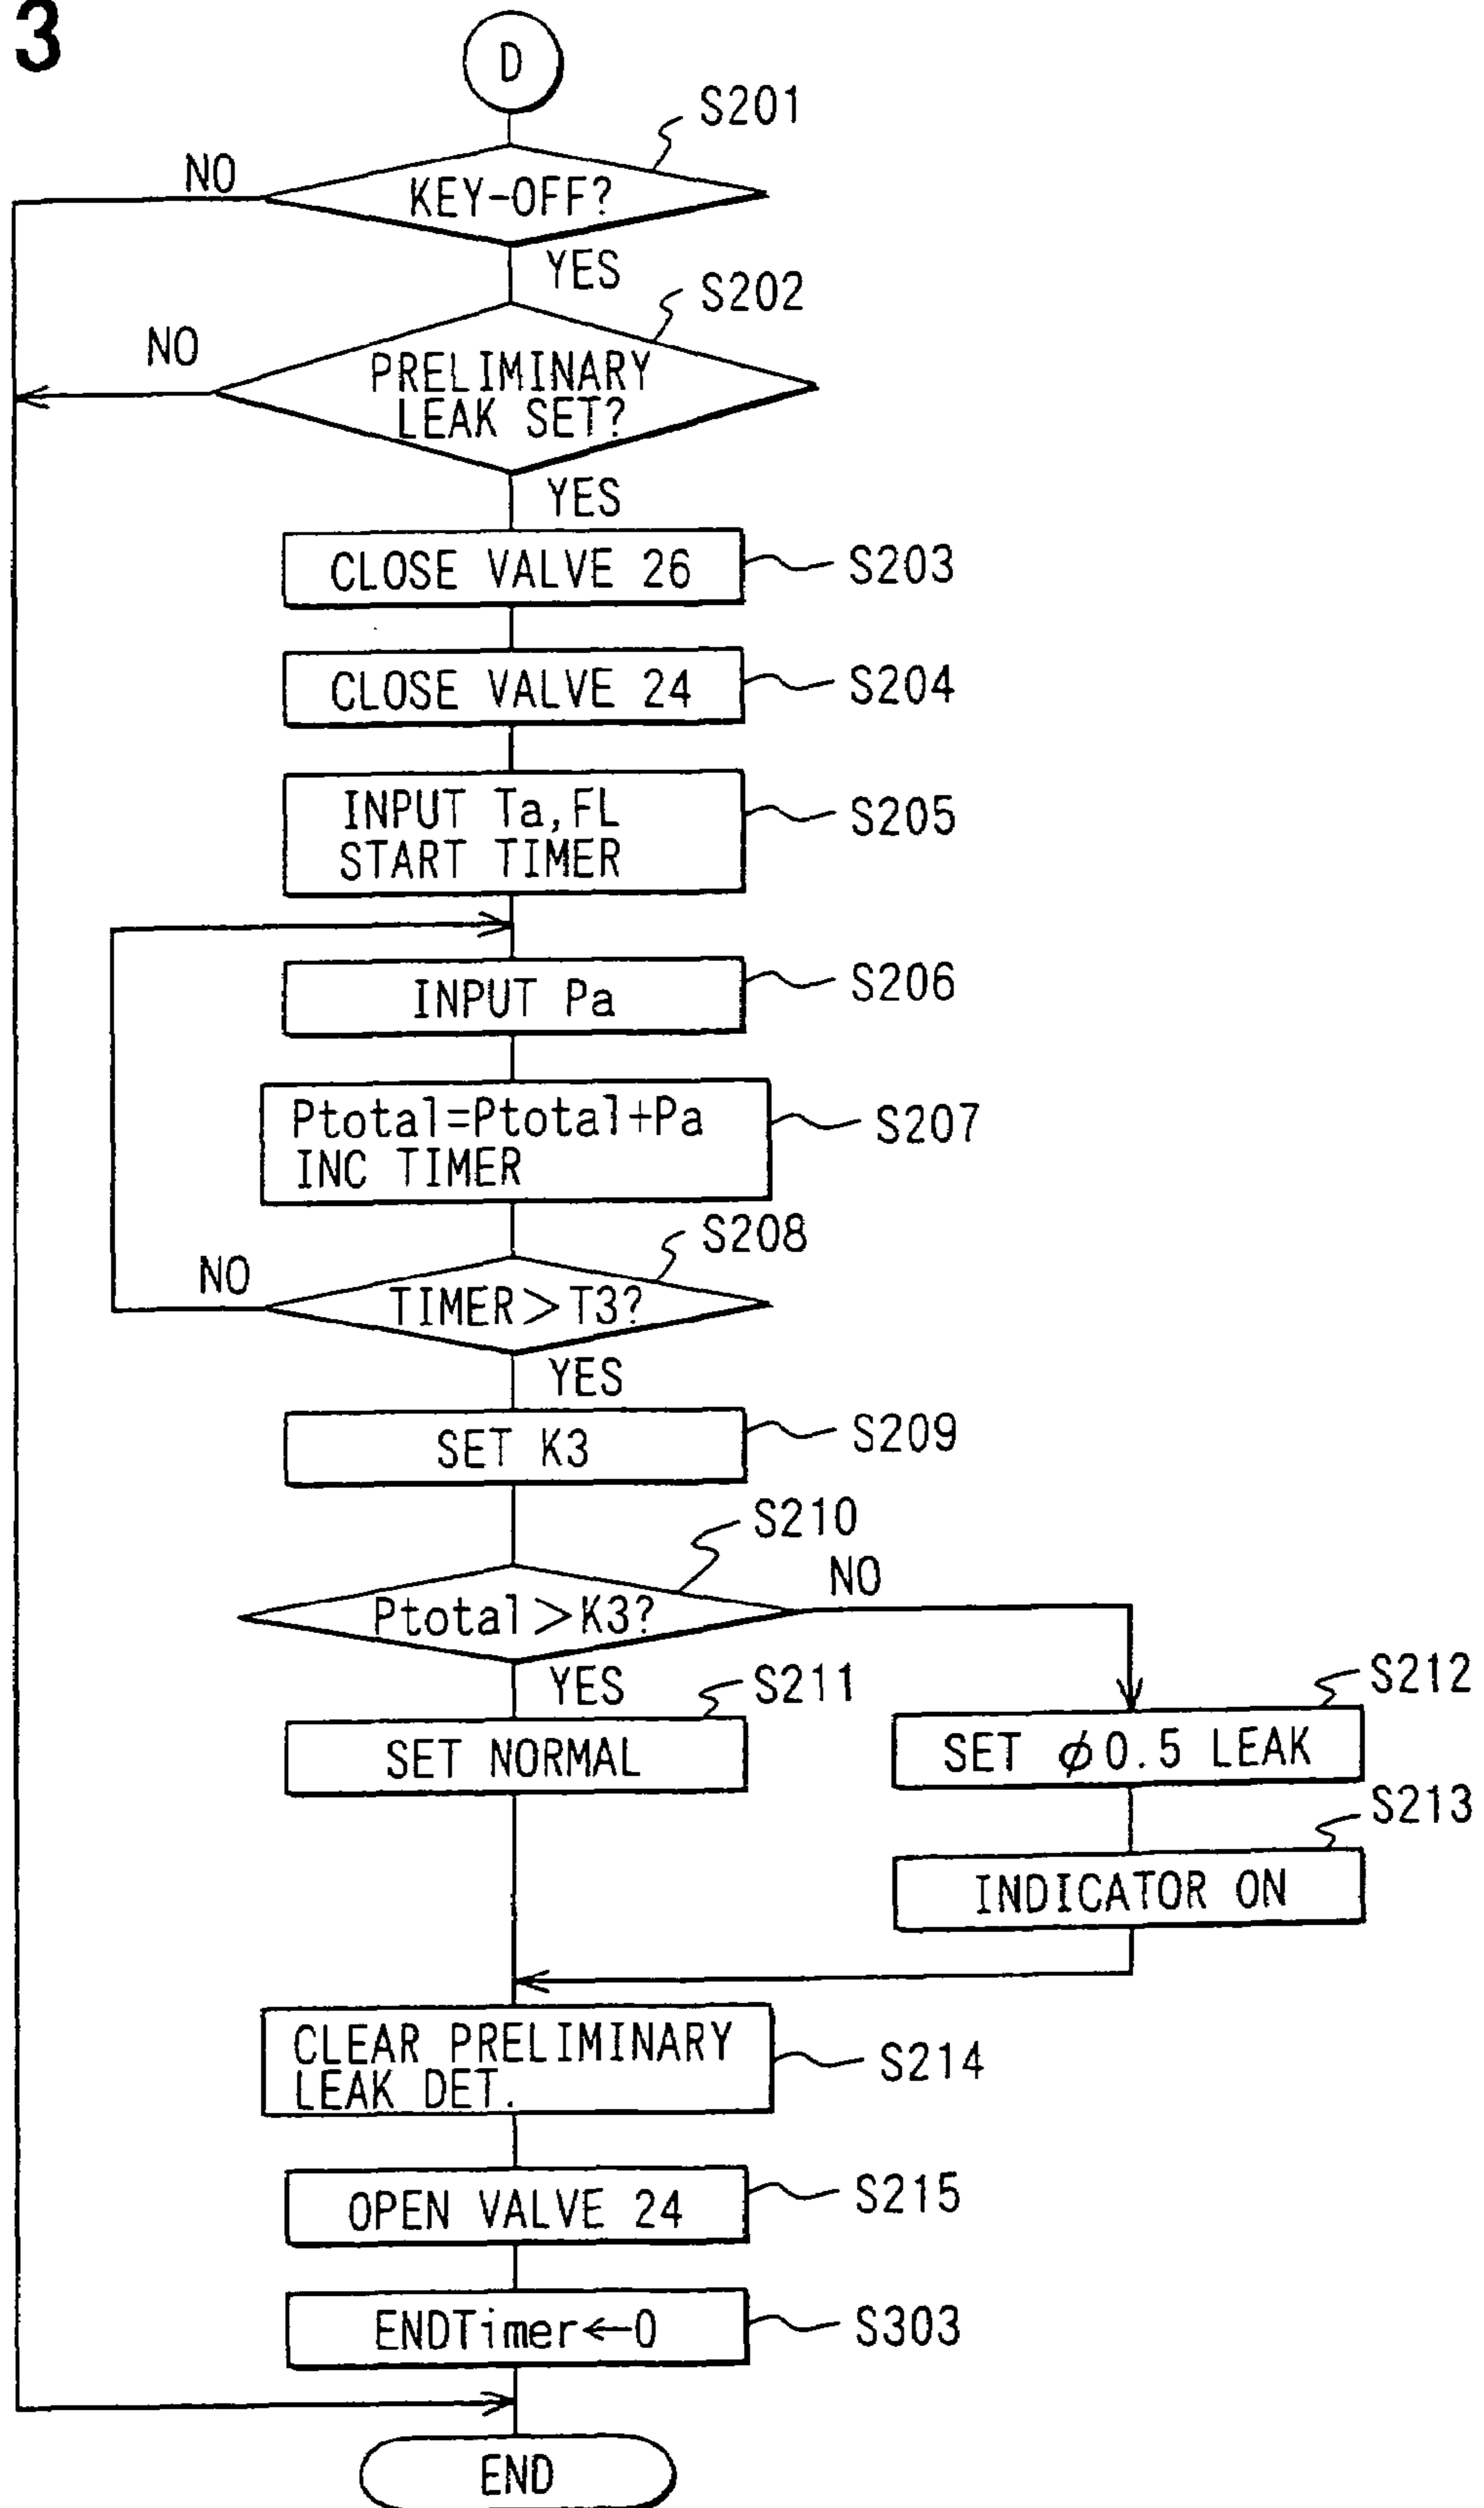 3
D
S201
NO
KEY-OFF?
YES
S202
NO
PRELIMINARY
LEAK SET?
YES
CLOSE VALVE 26
S203
CLOSE VALVE 24
S204
INPUT Ta,FL
START TIMER
S205
INPUT Pa
S206
Ptotal=Ptotal+Pa
INC TIMER
S207
S208
NO
TIMER>T3?
YES
SET K3
S209
S210
NO
Ptotal>K3?
YES
S211
SET NORMAL
S212
SET φ0.5 LEAK
S213
INDICATOR ON
CLEAR PRELIMINARY
LEAK DET.
S214
OPEN VALVE 24
S215
ENDTimer←0
S303
END